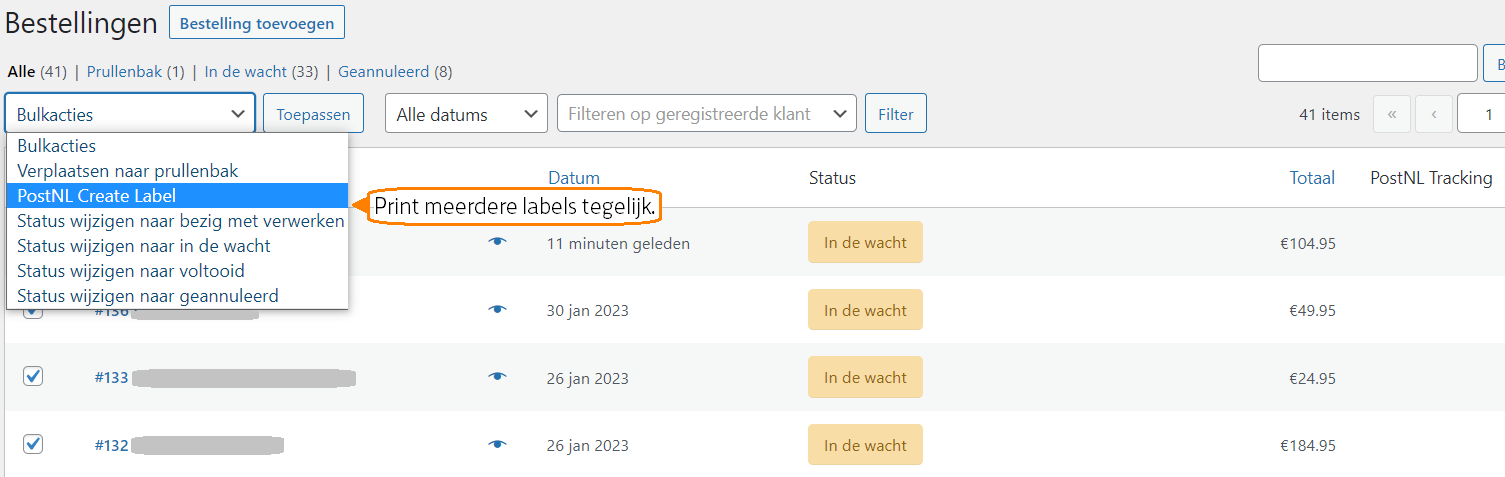 Bestellingen Bestelling toevoegen
Alle (41) | Prullenbak (1) | In de wacht (33) | Geannuleerd (8)
B
Bulkacties Toepassen Alle datums Filteren op geregistreerde klant Filter 41 items « ‹ 1
Bulkacties
Verplaatsen naar prullenbak
PostNL Create Label
Status wijzigen naar bezig met verwerken
Status wijzigen naar in de wacht
Status wijzigen naar voltooid
Status wijzigen naar geannuleerd
Print meerdere labels tegelijk.
Datum Status Totaal PostNL Tracking
11 minuten geleden In de wacht €104.95
#136 30 jan 2023 In de wacht €49.95
#133 26 jan 2023 In de wacht €24.95
#132 26 jan 2023 In de wacht €184.95